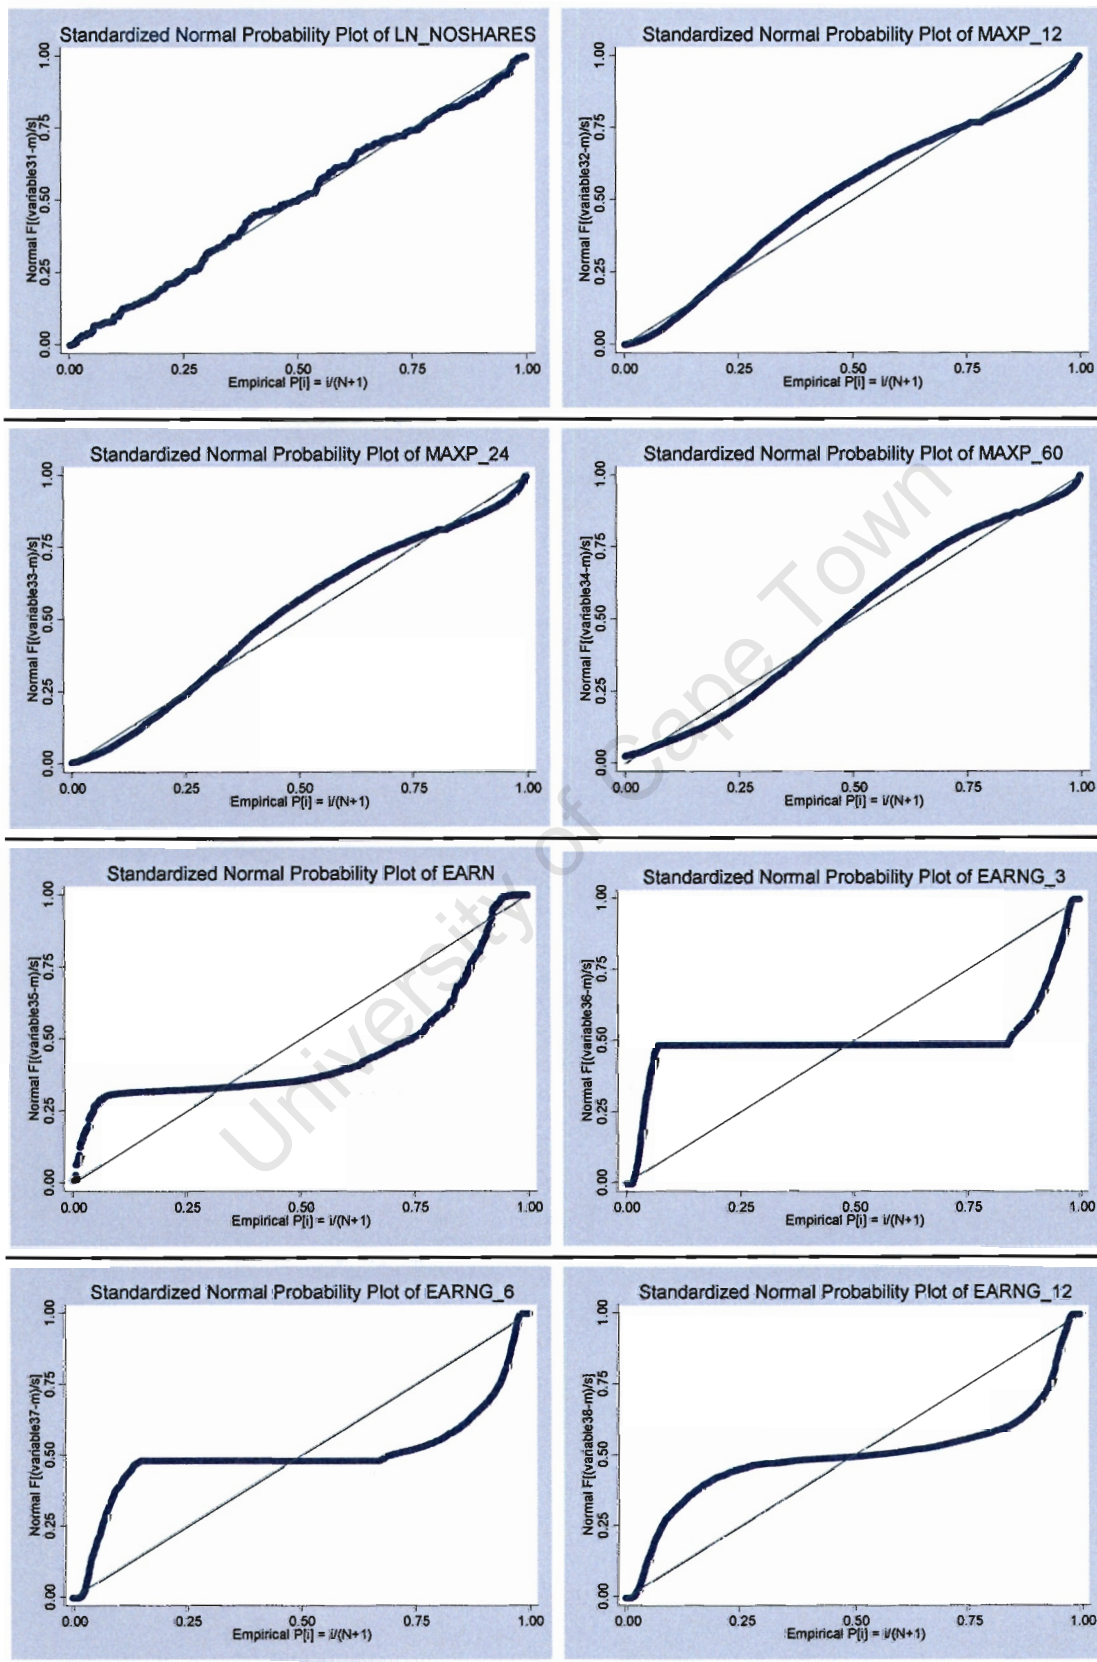 Standardized Normal Probability Plot of LN_NOSHARES
Normal F[(variable31-m)/s]
0.00 0.25 0.50 0.75 1.00
0.00 0.25 0.50 0.75 1.00
Empirical P[i] = i/(N+1)
Standardized Normal Probability Plot of MAXP_12
Normal F[(variable32-m)/s]
0.00 0.25 0.50 0.75 1.00
0.00 0.25 0.50 0.75 1.00
Empirical P[i] = i/(N+1)
Standardized Normal Probability Plot of MAXP_24
Normal F[(variable33-m)/s]
0.00 0.25 0.50 0.75 1.00
0.00 0.25 0.50 0.75 1.00
Empirical P[i] = i/(N+1)
Standardized Normal Probability Plot of MAXP_60
Normal F[(variable34-m)/s]
0.00 0.25 0.50 0.75 1.00
0.00 0.25 0.50 0.75 1.00
Empirical P[i] = i/(N+1)
Standardized Normal Probability Plot of EARN
Normal F[(variable35-m)/s]
0.00 0.25 0.50 0.75 1.00
0.00 0.25 0.50 0.75 1.00
Empirical P[i] = i/(N+1)
Standardized Normal Probability Plot of EARNG_3
Normal F[(variable36-m)/s]
0.00 0.25 0.50 0.75 1.00
0.00 0.25 0.50 0.75 1.00
Empirical P[i] = i/(N+1)
Standardized Normal Probability Plot of EARNG_6
Normal F[(variable37-m)/s]
0.00 0.25 0.50 0.75 1.00
0.00 0.25 0.50 0.75 1.00
Empirical P[i] = i/(N+1)
Standardized Normal Probability Plot of EARNG_12
Normal F[(variable38-m)/s]
0.00 0.25 0.50 0.75 1.00
0.00 0.25 0.50 0.75 1.00
Empirical P[i] = i/(N+1)
University of Cape Town